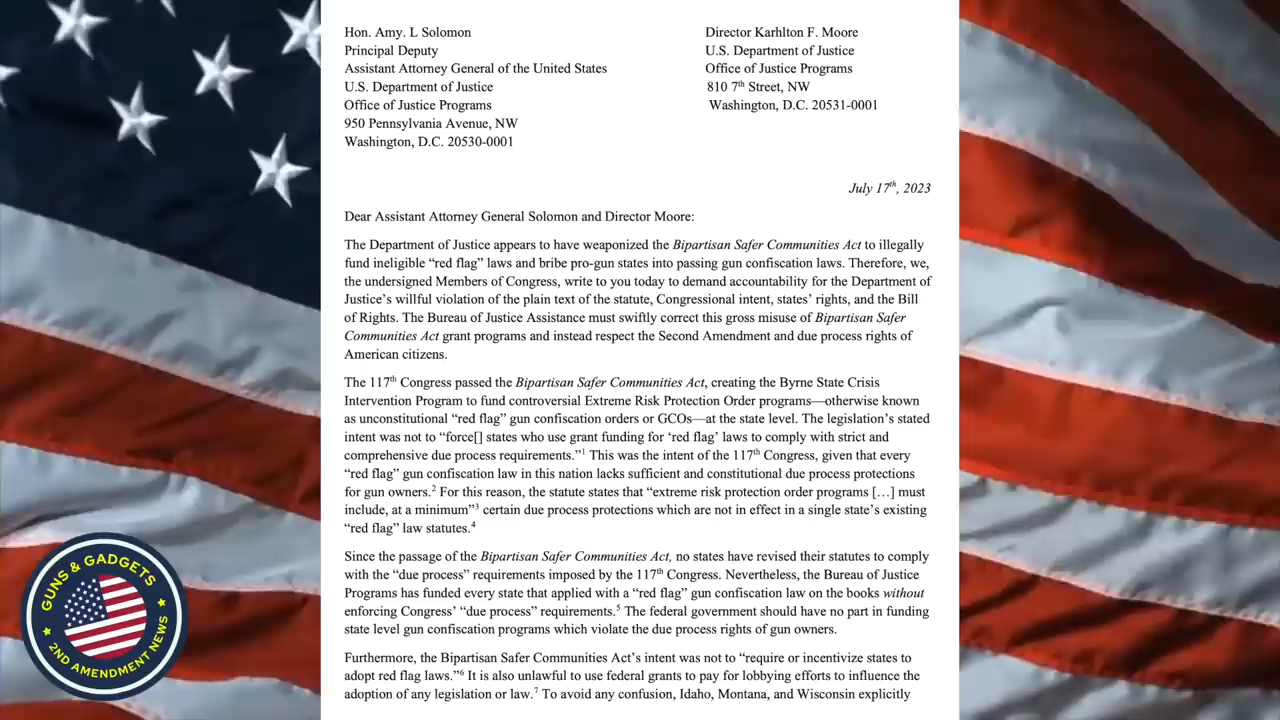 Hon. Amy. L Solomon
Principal Deputy
Assistant Attorney General of the United States
U.S. Department of Justice
Office of Justice Programs
950 Pennsylvania Avenue, NW
Washington, D.C. 20530-0001
Director Karhlton F. Moore
U.S. Department of Justice
Office of Justice Programs
810 7th Street, NW
Washington, D.C. 20531-0001
July 17th, 2023
Dear Assistant Attorney General Solomon and Director Moore:
The Department of Justice appears to have weaponized the Bipartisan Safer Communities Act to illegally
fund ineligible “red flag” laws and bribe pro-gun states into passing gun confiscation laws. Therefore, we,
the undersigned Members of Congress, write to you today to demand accountability for the Department of
Justice’s willful violation of the plain text of the statute, Congressional intent, states’ rights, and the Bill
of Rights. The Bureau of Justice Assistance must swiftly correct this gross misuse of Bipartisan Safer
Communities Act grant programs and instead respect the Second Amendment and due process rights of
American citizens.
The 117th Congress passed the Bipartisan Safer Communities Act, creating the Byrne State Crisis
Intervention Program to fund controversial Extreme Risk Protection Order programs—otherwise known
as unconstitutional “red flag” gun confiscation orders or GCOs—at the state level. The legislation’s stated
intent was not to “force[] states who use grant funding for ‘red flag’ laws to comply with strict and
comprehensive due process requirements.”1 This was the intent of the 117th Congress, given that every
“red flag” gun confiscation law in this nation lacks sufficient and constitutional due process protections
for gun owners.2 For this reason, the statute states that “extreme risk protection order programs […] must
include, at a minimum”3 certain due process protections which are not in effect in a single state’s existing
“red flag” law statutes.4
Since the passage of the Bipartisan Safer Communities Act, no states have revised their statutes to comply
with the “due process” requirements imposed by the 117th Congress. Nevertheless, the Bureau of Justice
Programs has funded every state that applied with a “red flag” gun confiscation law on the books without
enforcing Congress’ “due process” requirements.5 The federal government should have no part in funding
state level gun confiscation programs which violate the due process rights of gun owners.
Furthermore, the Bipartisan Safer Communities Act’s intent was not to “require or incentivize states to
adopt red flag laws.”6 It is also unlawful to use federal grants to pay for lobbying efforts to influence the
adoption of any legislation or law.7 To avoid any confusion, Idaho, Montana, and Wisconsin explicitly
GUNS & GADGETS
2ND AMENDMENT NEWS